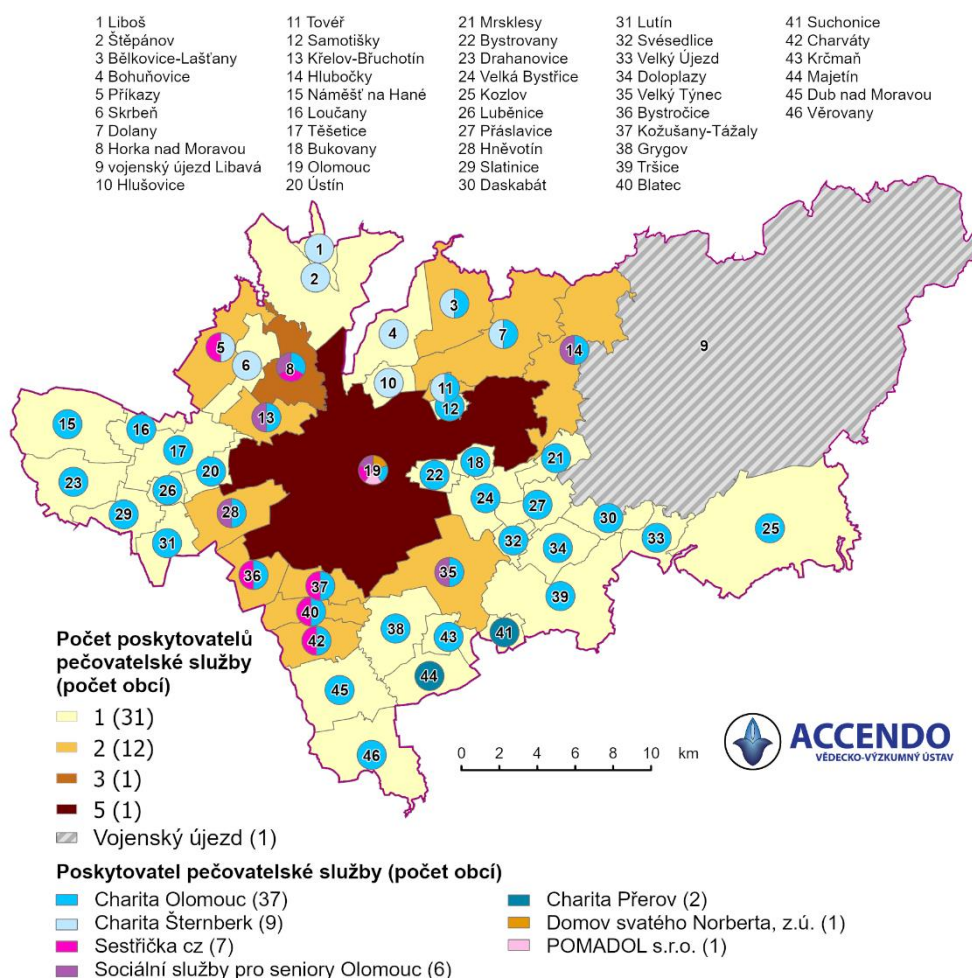 1 Liboš
2 Štěpánov
3 Bělkovice-Lašťany
4 Bohuňovice
5 Příkazy
6 Skrbeň
7 Dolany
8 Horka nad Moravou
9 vojenský újezd Libavá
10 Hlušovice
11 Tovéř
12 Samotišky
13 Křelov-Břuchotín
14 Hlubočky
15 Náměšť na Hané
16 Loučany
17 Těšetice
18 Bukovany
19 Olomouc
20 Ústín
21 Mrsklesy
22 Bystrovany
23 Drahanovice
24 Velká Bystřice
25 Kozlov
26 Luběnice
27 Přáslavice
28 Hněvotín
29 Slatinice
30 Daskabát
31 Lutín
32 Svésedlice
33 Velký Újezd
34 Doloplazy
35 Velký Týnec
36 Bystročice
37 Kožušany-Tážaly
38 Grygov
39 Tršice
40 Blatec
41 Suchonice
42 Charváty
43 Krčmaň
44 Majetín
45 Dub nad Moravou
46 Věrovany
1
2
3
4
7
5
6
8
14
9
10
11
12
13
15
16
17
19
18
21
20
22
23
26
24
27
29
28
30
25
31
32
34
33
36
37
35
39
40
38
43
41
42
44
45
46
Počet poskytovatelů
pečovatelské služby
(počet obcí)
1 (31)
2 (12)
3 (1)
5 (1)
Vojenský újezd (1)
0 2 4 6 8 10 km
ACCENDO
VĚDECKO-VÝZKUMNÝ ÚSTAV
Poskytovatel pečovatelské služby (počet obcí)
Charita Olomouc (37)
Charita Šternberk (9)
Sestřička cz (7)
Sociální služby pro seniory Olomouc (6)
Charita Přerov (2)
Domov svatého Norberta, z.ú. (1)
POMADOL s.r.o. (1)